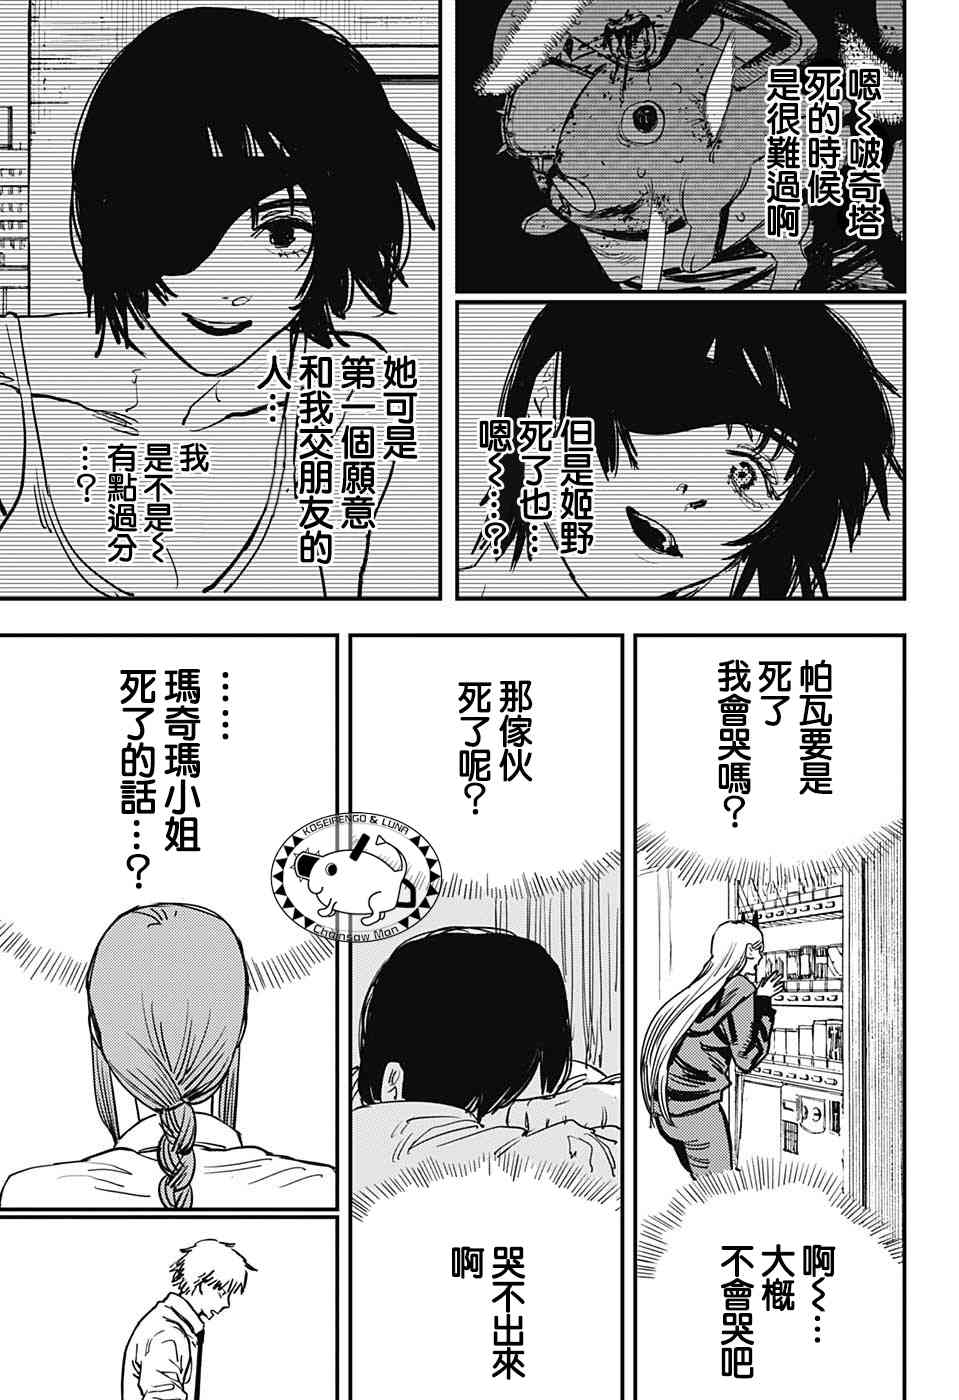 嗯～啵奇塔
死的時候
是很難過啊
但是姬野
死了也…
嗯～…？
她可是
第一個願意
和我交朋友的
人…
我
是不是～
有點過分
…？
帕瓦要是
死了
我會哭嗎？
啊～…
大概
不會哭吧
那傢伙
死了呢？
哭不出來
啊
……
瑪奇瑪小姐
死了的話…？
KOSEIRENGO & LUNA
Chainsaw Man